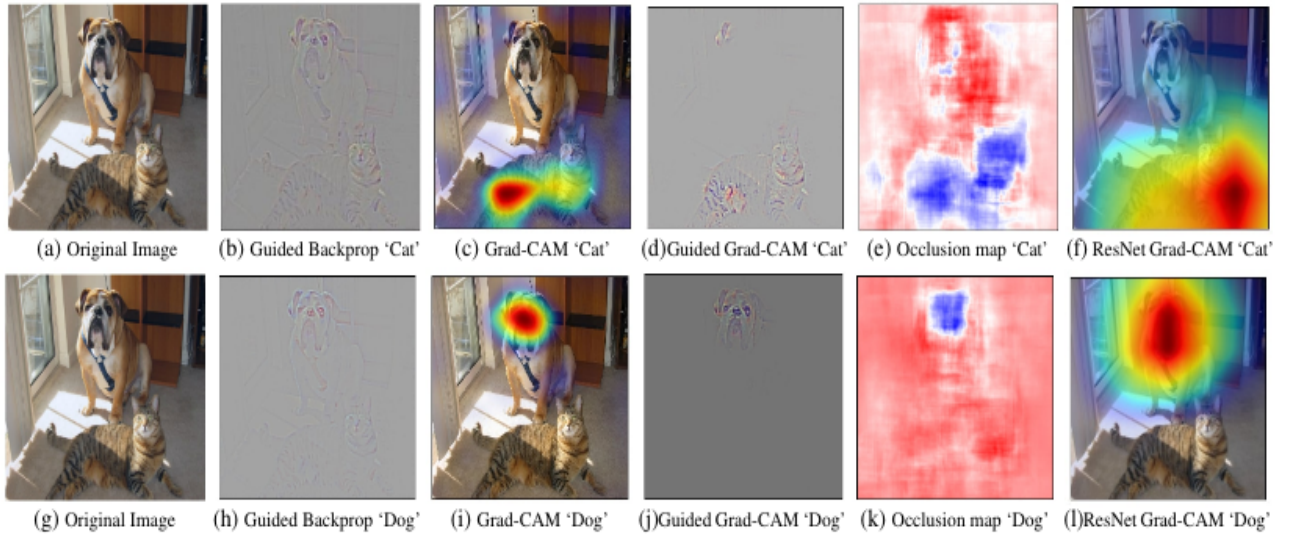 (a) Original Image (b) Guided Backprop ‘Cat’ (c) Grad-CAM ‘Cat’ (d)Guided Grad-CAM ‘Cat’ (e) Occlusion map ‘Cat’ (f) ResNet Grad-CAM ‘Cat’
(g) Original Image (h) Guided Backprop ‘Dog’ (i) Grad-CAM ‘Dog’ (j)Guided Grad-CAM ‘Dog’ (k) Occlusion map ‘Dog’ (l)ResNet Grad-CAM ‘Dog’